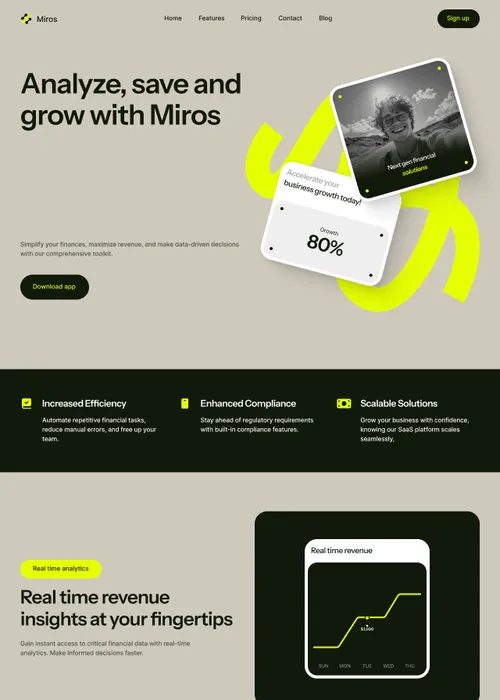 Miros
Home
Features
Pricing
Contact
Blog
Sign up
Analyze, save and
grow with Miros
Next gen financial
solutions
Accelerate your
business growth today!
Growth
80%
Simplify your finances, maximize revenue, and make data-driven decisions
with our comprehensive toolkit.
Download app
Increased Efficiency
Automate repetitive financial tasks,
reduce manual errors, and free up your
team.
Enhanced Compliance
Stay ahead of regulatory requirements
with built-in compliance features.
Scalable Solutions
Grow your business with confidence,
knowing our SaaS platform scales
seamlessly,
Real time analytics
Real time revenue
insights at your fingertips
Gain instant access to critical financial data with real-time
analytics. Make informed decisions faster.
Real time revenue
SUN
MON
TUE
WED
THG